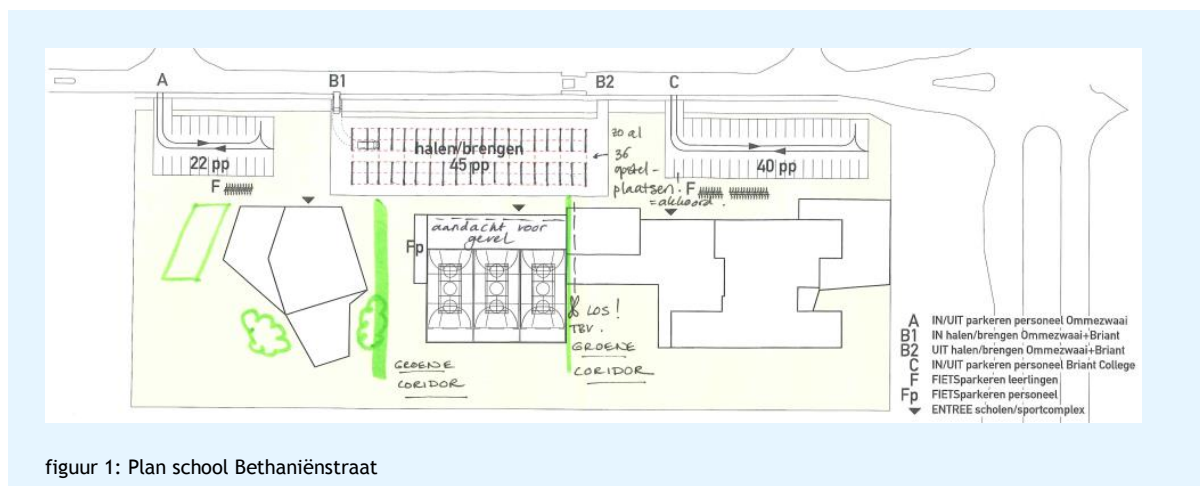 A
B1
B2
C
22 pp
F
halen/brengen
45 pp
zo al
36
opstel-
plaatsen.
= akkoord.
40 pp
F
Fp
aandacht voor
gevel
LOS!
TBV.
GROENE
CORIDOR
GROENE
CORIDOR
A IN/UIT parkeren personeel Ommezwaai
B1 IN halen/brengen Ommezwaai+Briant
B2 UIT halen/brengen Ommezwaai+Briant
C IN/UIT parkeren personeel Briant College
F FIETSparkeren leerlingen
Fp FIETSparkeren personeel
ENTREE scholen/sportcomplex
figuur 1: Plan school Bethaniënstraat